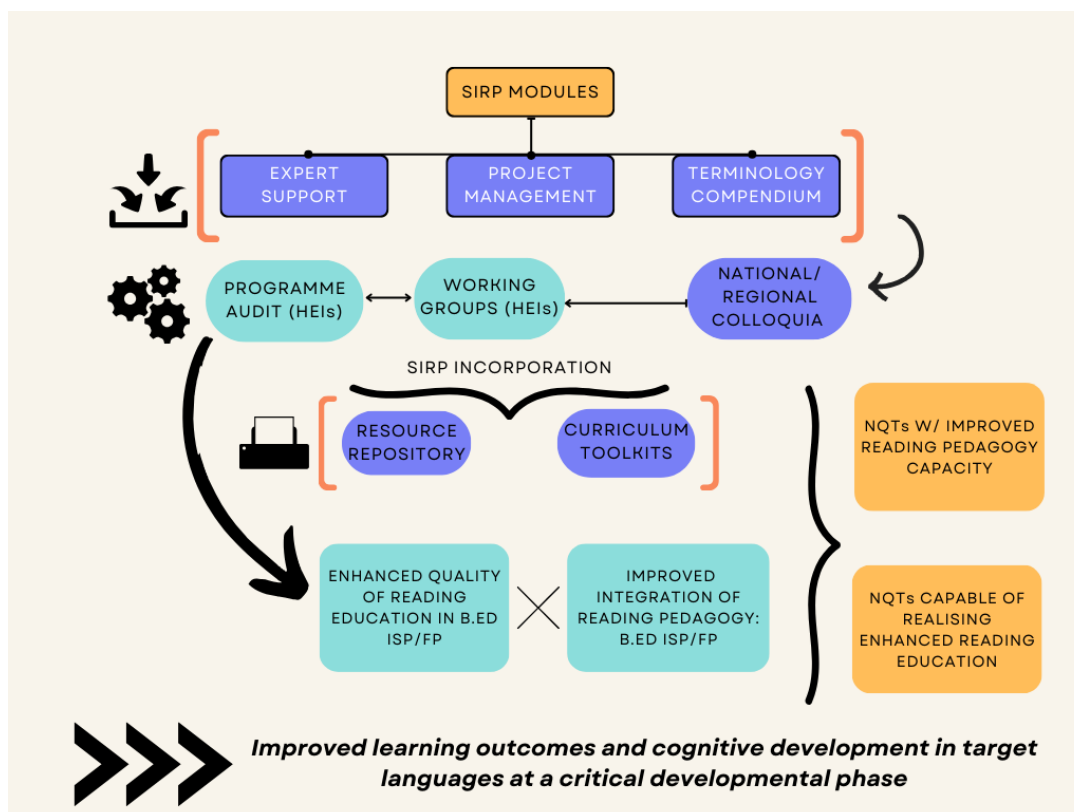 SIRP MODULES
EXPERT
SUPPORT
PROJECT
MANAGEMENT
TERMINOLOGY
COMPENDIUM
PROGRAMME
AUDIT (HEIs)
WORKING
GROUPS (HEIs)
NATIONAL/
REGIONAL
COLLOQUIA
SIRP INCORPORATION
RESOURCE
REPOSITORY
CURRICULUM
TOOLKITS
NQTs W/ IMPROVED
READING PEDAGOGY
CAPACITY
ENHANCED QUALITY
OF READING
EDUCATION IN B.ED
ISP/FP
IMPROVED
INTEGRATION OF
READING PEDAGOGY:
B.ED ISP/FP
NQTs CAPABLE OF
REALISING
ENHANCED READING
EDUCATION
Improved learning outcomes and cognitive development in target
languages at a critical developmental phase